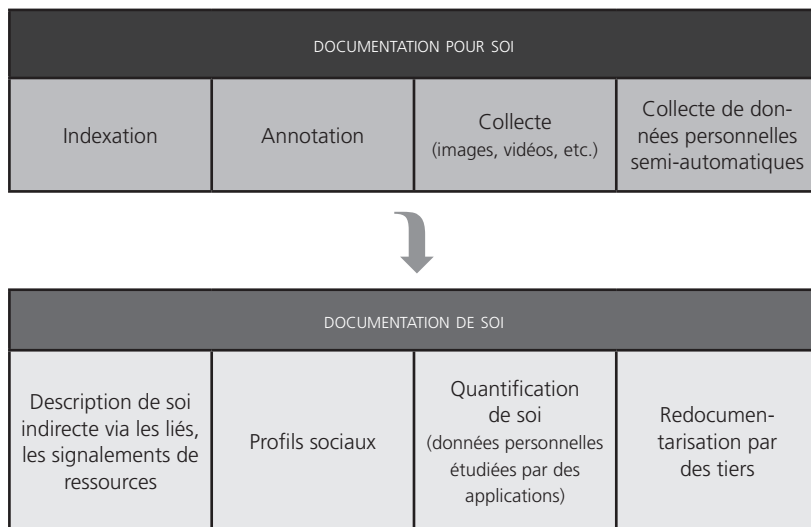 DOCUMENTATION POUR SOI
Indexation
Annotation
Collecte
(images, vidéos, etc.)
Collecte de don-
nées personnelles
semi-automatiques
DOCUMENTATION DE SOI
Description de soi
indirecte via les liés,
les signalements de
ressources
Profils sociaux
Quantification
de soi
(données personnelles
étudiées par des
applications)
Redocumen-
tarisation par
des tiers